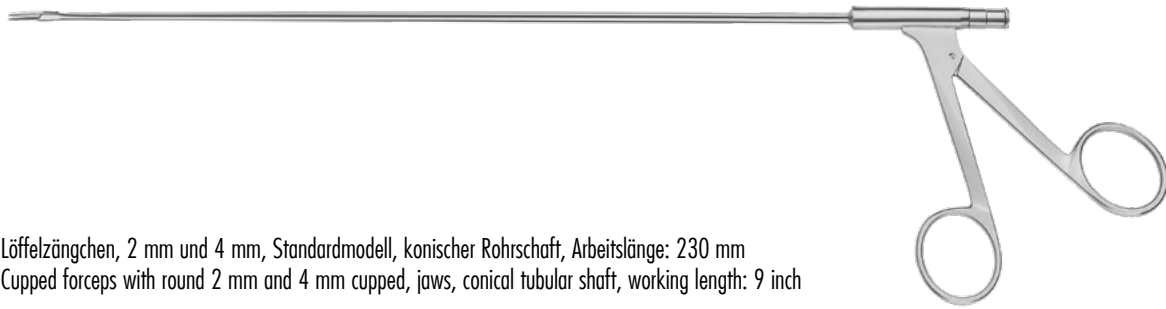 Löffelzängchen, 2 mm und 4 mm, Standardmodell, konischer Rohrschaft, Arbeitslänge: 230 mm
Cupped forceps with round 2 mm and 4 mm cupped, jaws, conical tubular shaft, working length: 9 inch